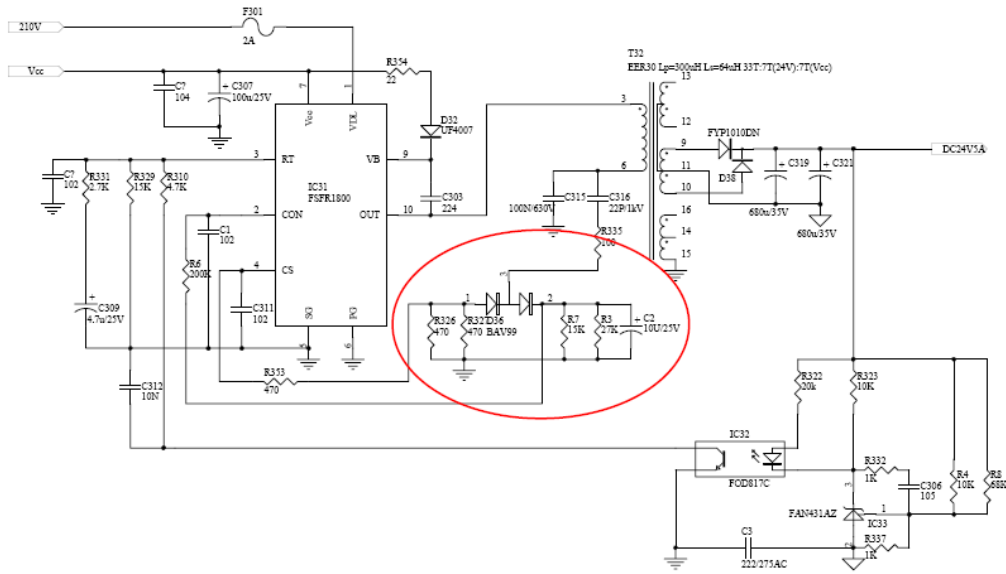 F301
210V
2A
Vcc
C?
104
C307
100u/25V
R354
22
D32
UF4007
T32
EER30 Lp=300uH Ls=64uH 33T:7T(24V):7T(Vcc)
13
12
3
6
9
11
10
16
14
15
FYP1010DN
D38
C319
680u/35V
C321
680u/35V
DC24V5A
7
1
Vcc
VDL
3
RT
VB
9
IC31
FSFR1800
2
CON
OUT
10
4
CS
SG
PG
5
6
C303
224
C?
102
R331
2.7K
R329
15K
R310
4.7K
C1
102
R6
200K
C311
102
C309
4.7u/25V
C312
10N
R353
470
C315
100N/630V
C316
22P/1kV
R335
3
1
2
R326
470
R327
470
D36
BAV99
R7
15K
R3
27K
C2
10U/25V
R322
20k
R323
10K
IC32
FOD817C
R332
1K
C306
105
R4
10K
R8
68K
3
1
2
FAN431AZ
IC33
R337
1K
C3
222/275AC